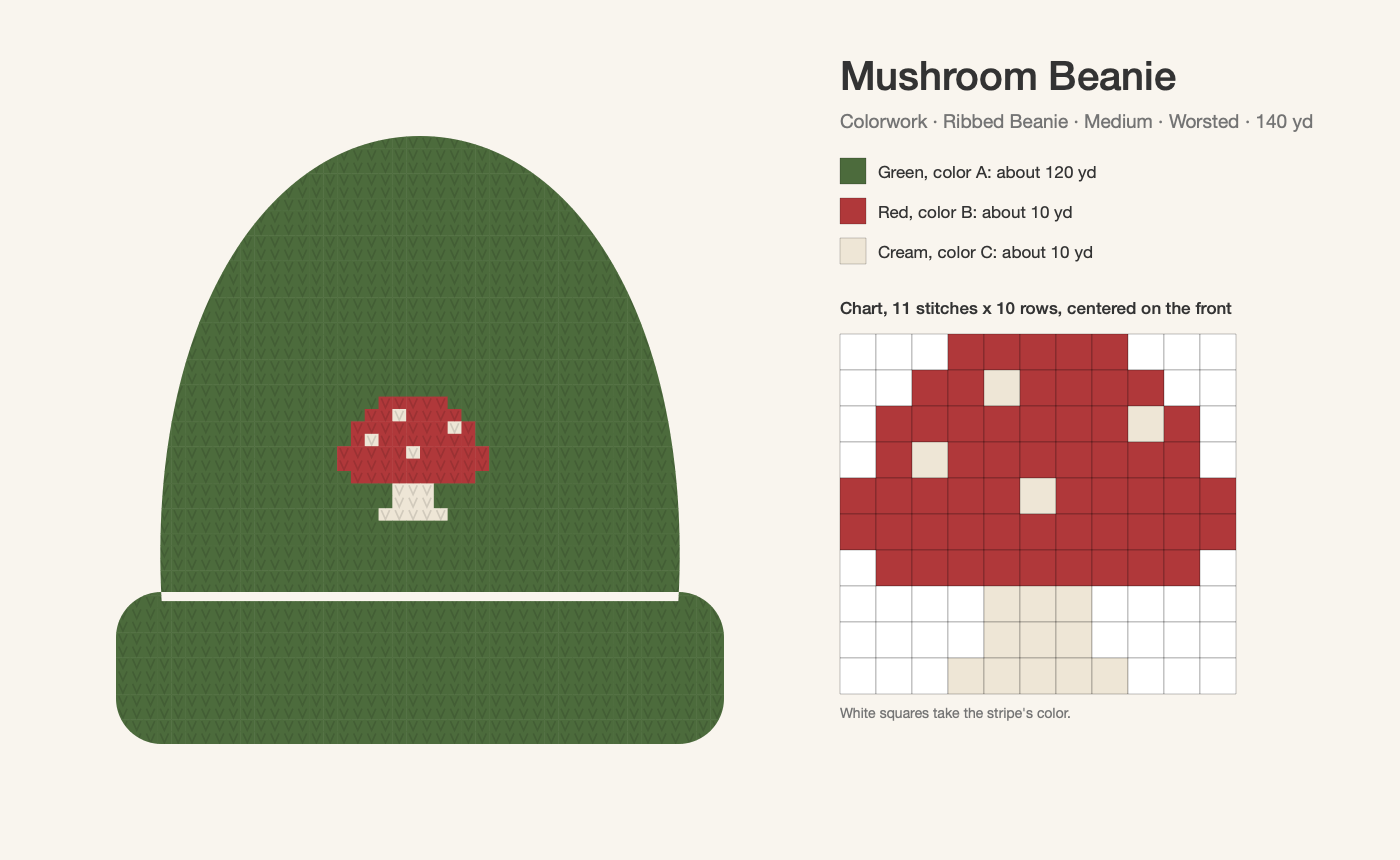 Mushroom Beanie
Colorwork · Ribbed Beanie · Medium · Worsted · 140 yd
Green, color A: about 120 yd
Red, color B: about 10 yd
Cream, color C: about 10 yd
Chart, 11 stitches x 10 rows, centered on the front
White squares take the stripe's color.